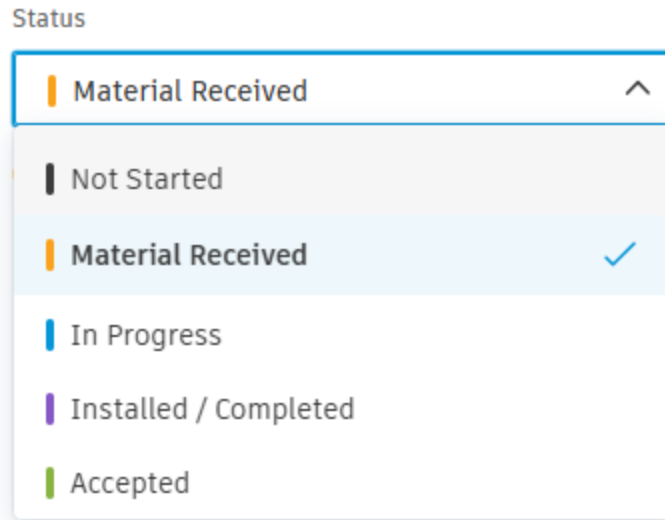 Status
Material Received
Not Started
Material Received
In Progress
Installed / Completed
Accepted